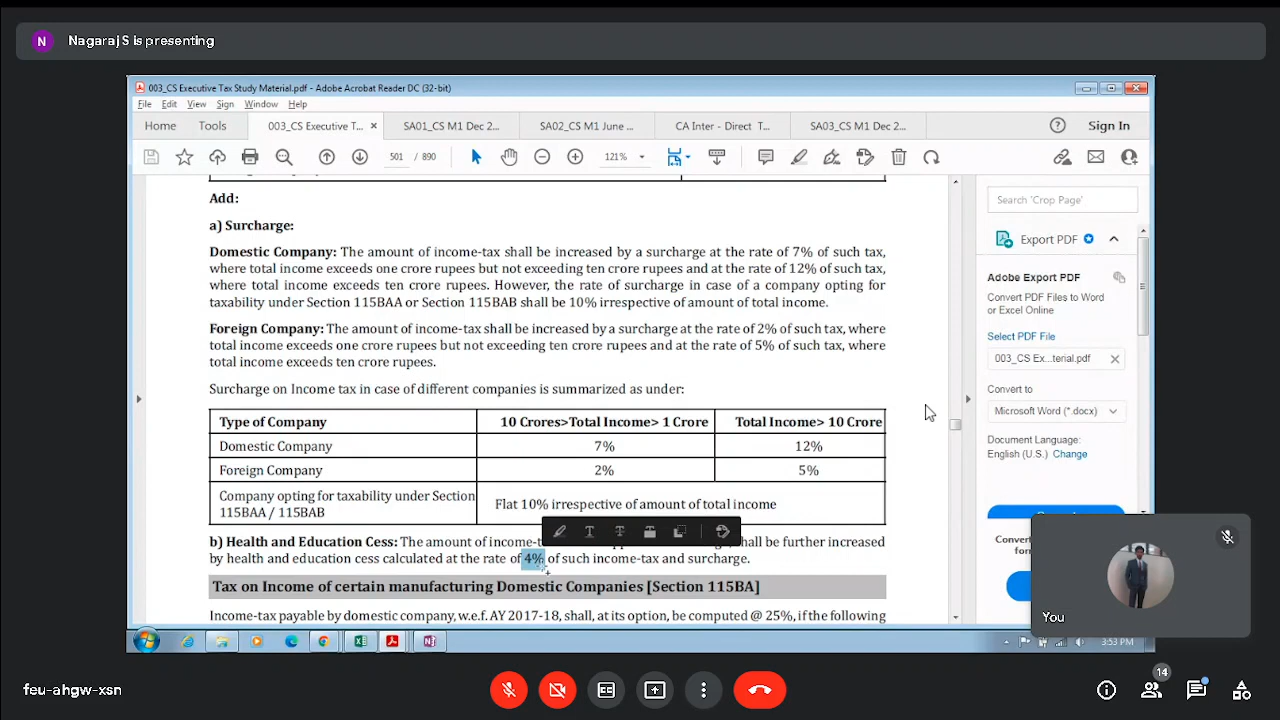 N Nagaraj S is presenting
003_CS Executive Tax Study Material.pdf - Adobe Acrobat Reader DC (32-bit)
File Edit View Sign Window Help
Home Tools 003_CS Executive T... × SA01_CS M1 Dec 2... SA02_CS M1 June ... CA Inter - Direct T... SA03_CS M1 Dec 2... Sign In
501 / 890 121%
Add:
a) Surcharge:
Domestic Company: The amount of income-tax shall be increased by a surcharge at the rate of 7% of such tax,
where total income exceeds one crore rupees but not exceeding ten crore rupees and at the rate of 12% of such tax,
where total income exceeds ten crore rupees. However, the rate of surcharge in case of a company opting for
taxability under Section 115BAA or Section 115BAB shall be 10% irrespective of amount of total income.
Foreign Company: The amount of income-tax shall be increased by a surcharge at the rate of 2% of such tax, where
total income exceeds one crore rupees but not exceeding ten crore rupees and at the rate of 5% of such tax, where
total income exceeds ten crore rupees.
Surcharge on Income tax in case of different companies is summarized as under:
Type of Company 10 Crores>Total Income> 1 Crore Total Income> 10 Crore
Domestic Company 7% 12%
Foreign Company 2% 5%
Company opting for taxability under Section
115BAA / 115BAB
Flat 10% irrespective of amount of total income
b) Health and Education Cess: The amount of income-t shall be further increased
by health and education cess calculated at the rate of 4% of such income-tax and surcharge.
Tax on Income of certain manufacturing Domestic Companies [Section 115BA]
Income-tax payable by domestic company, w.e.f. AY 2017-18, shall, at its option, be computed @ 25%, if the following
Search 'Crop Page'
Export PDF
Adobe Export PDF
Convert PDF Files to Word
or Excel Online
Select PDF File
003_CS Ex...terial.pdf ×
Convert to
Microsoft Word (*.docx)
Document Language:
English (U.S.) Change
You
3:53 PM
feu-ahgw-xsn
14